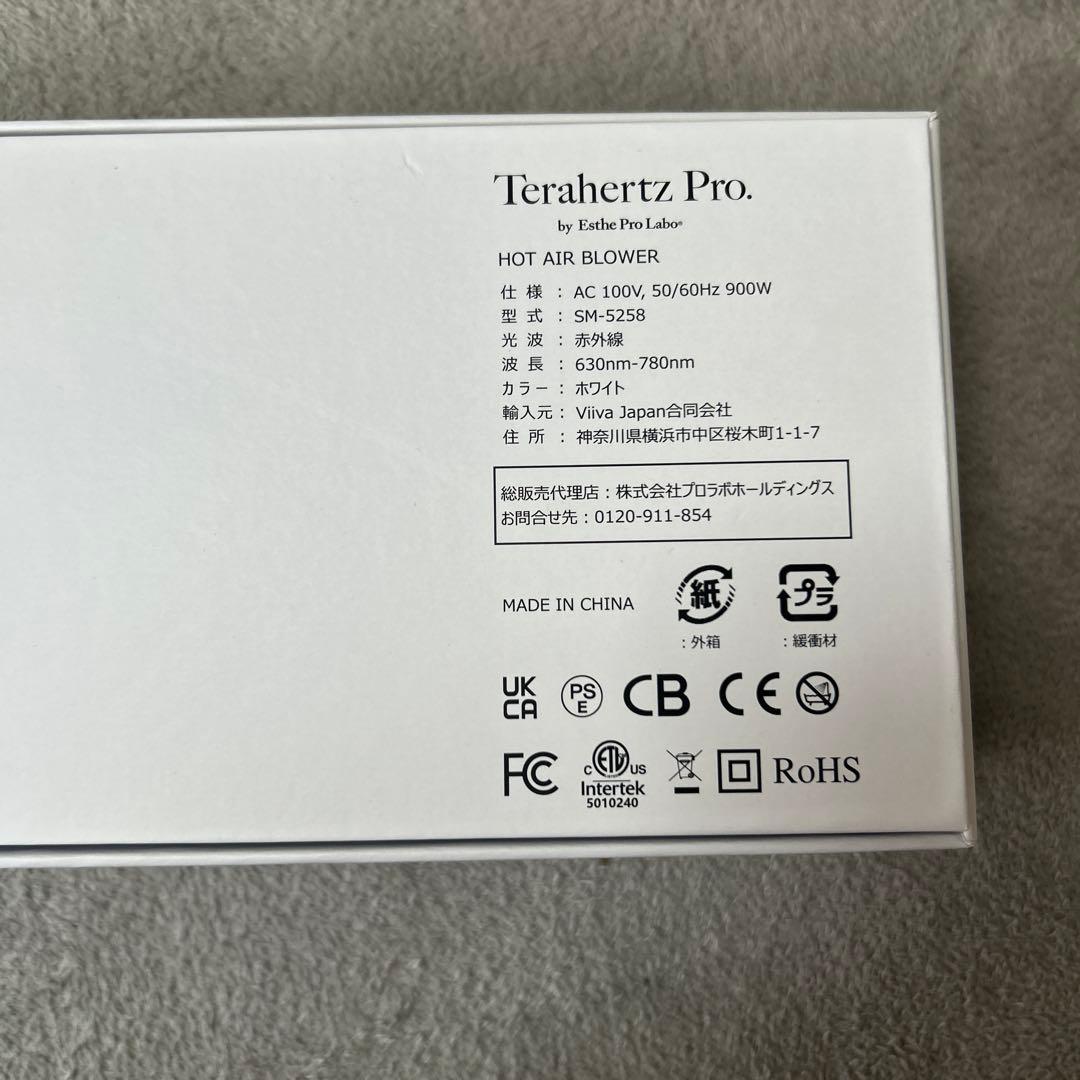 Terahertz Pro.
by Esthe Pro Labo®
HOT AIR BLOWER
仕 様 : AC 100V, 50/60Hz 900W
型 式 : SM-5258
光 波 : 赤外線
波 長 : 630nm-780nm
カラー : ホワイト
輸入元 : Viiva Japan合同会社
住 所 : 神奈川県横浜市中区桜木町1-1-7
総販売代理店 : 株式会社プロラボホールディングス
お問合せ先 : 0120-911-854
MADE IN CHINA
紙
プラ
: 外箱
: 緩衝材
UK
CA
PS
E
CB
CE
FC
C ETL US
Intertek
5010240
RoHS